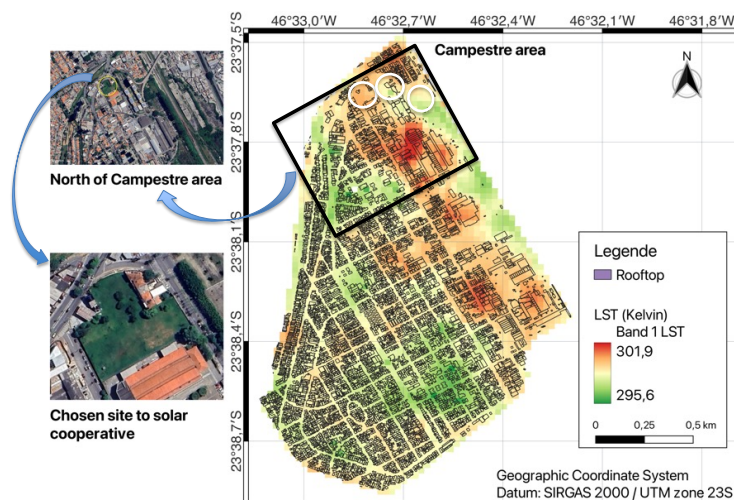 46°33,0'W 46°32,7'W 46°32,4'W 46°32,1'W 46°31,8'W
23°37,5'S
Campestre area
N
23°37,8'S
North of Campestre area
23°38,1'S
Legende
Rooftop
LST (Kelvin)
Band 1 LST
301,9
295,6
23°38,4'S
0 0,25 0,5 km
Chosen site to solar
cooperative
23°38,7'S
Geographic Coordinate System
Datum: SIRGAS 2000 / UTM zone 23S